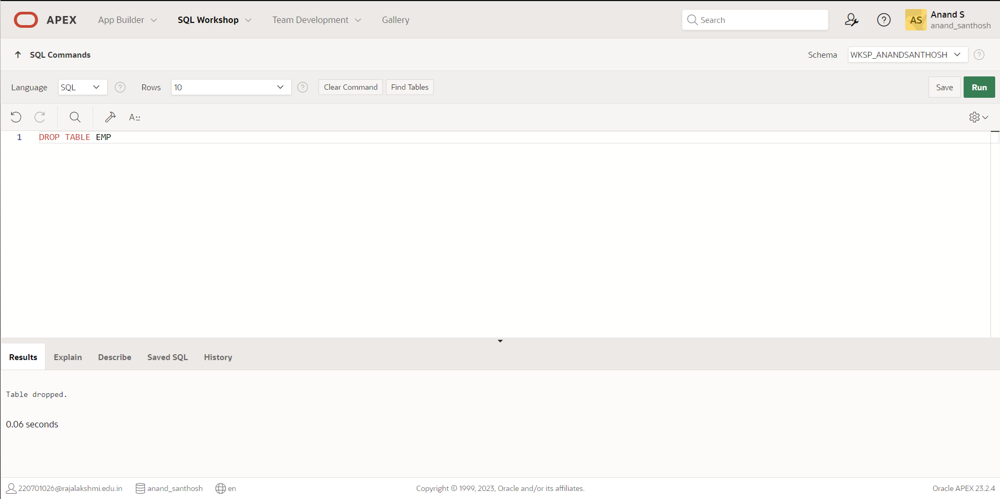 APEX App Builder SQL Workshop Team Development Gallery Search AS Anand S
anand_santhosh
SQL Commands Schema WKSP_ANANDSANTHOSH ?
Language SQL ? Rows 10 ? Clear Command Find Tables Save Run
A::
1 DROP TABLE EMP
Results Explain Describe Saved SQL History
Table dropped.
0.06 seconds
220701026@rajalakshmi.edu.in anand_santhosh en Copyright © 1999, 2023, Oracle and/or its affiliates. Oracle APEX 23.2.4